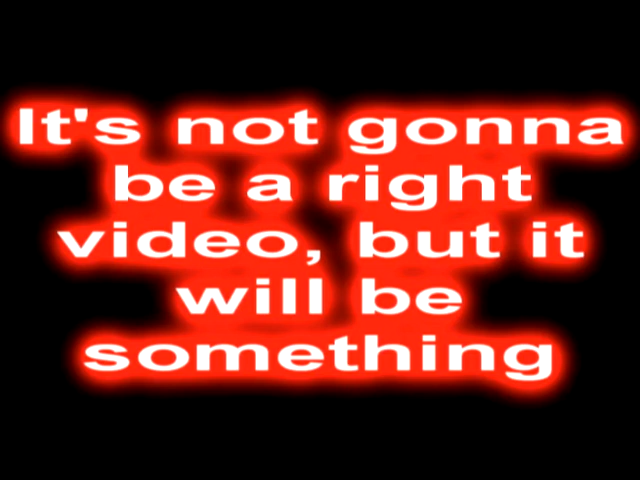 It's not gonna
be a right
video, but it
will be
something